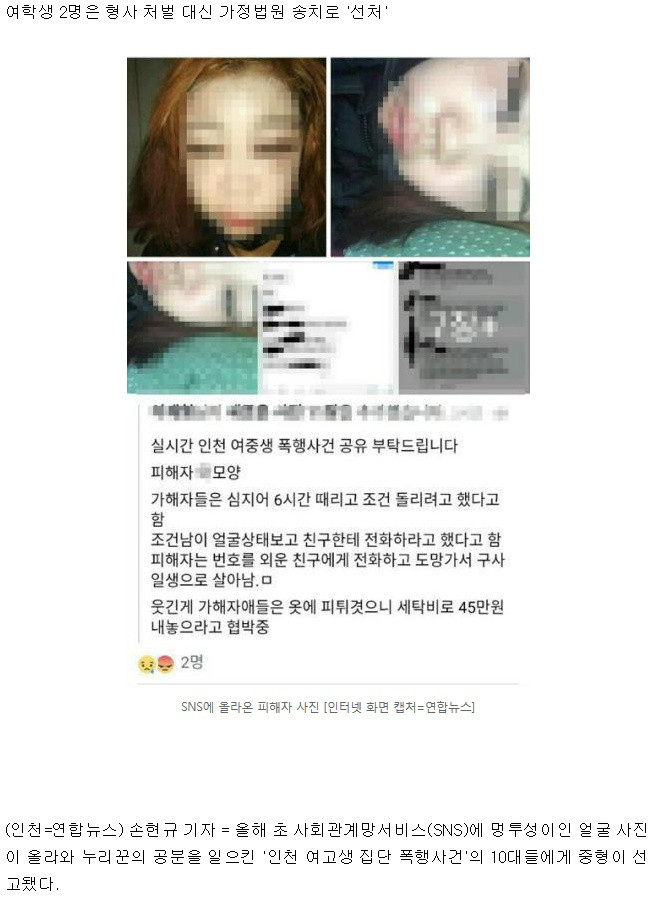 여학생 2명은 형사 처벌 대신 가정법원 송치로 '선처'
실시간 인천 여중생 폭행사건 공유 부탁드립니다
피해자 모양
가해자들은 심지어 6시간 때리고 조건 돌리려고 했다고
함
조건남이 얼굴상태보고 친구한테 전화하라고 했다고 함
피해자는 번호를 외운 친구에게 전화하고 도망가서 구사
일생으로 살아남.ㅁ
웃긴게 가해자애들은 옷에 피튀겻으니 세탁비로 45만원
내놓으라고 협박중
2명
SNS에 올라온 피해자 사진 [인터넷 화면 캡처=연합뉴스]
(인천=연합뉴스) 손현규 기자 = 올해 초 사회관계망서비스(SNS)에 멍투성이인 얼굴 사진
이 올라와 누리꾼의 공분을 일으킨 '인천 여고생 집단 폭행사건'의 10대들에게 중형이 선
고됐다.